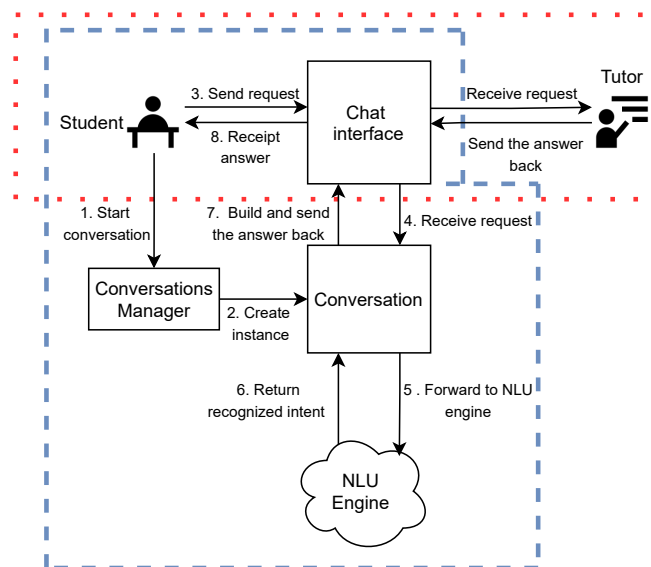 Tutor
3. Send request
Receive request
Student
Chat
interface
8. Receipt
answer
Send the answer
back
1. Start
conversation
7.  Build and send
the answer back
4. Receive request
Conversations
Manager
2. Create
instance
Conversation
6. Return
recognized intent
5 . Forward to NLU
engine
NLU
Engine